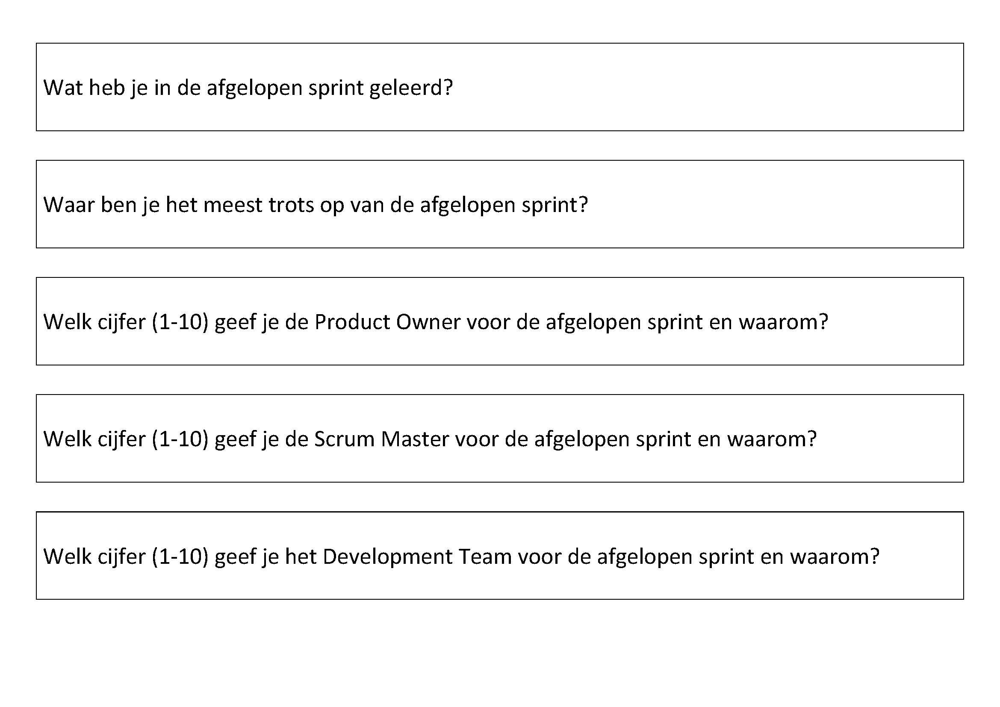 Wat heb je in de afgelopen sprint geleerd?
Waar ben je het meest trots op van de afgelopen sprint?
Welk cijfer (1-10) geef je de Product Owner voor de afgelopen sprint en waarom?
Welk cijfer (1-10) geef je de Scrum Master voor de afgelopen sprint en waarom?
Welk cijfer (1-10) geef je het Development Team voor de afgelopen sprint en waarom?